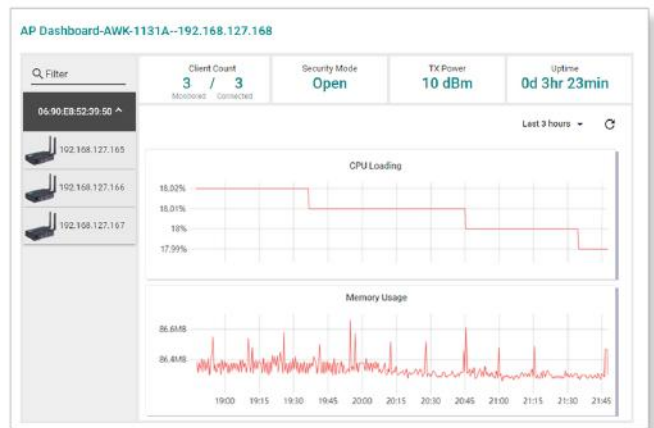 AP Dashboard-AWK-1131A--192.168.127.168
Filter
Client Count
3 / 3
Monitored Connected
Security Mode
Open
TX Power
10 dBm
Uptime
0d 3hr 23min
06:90:E8:52:39:50
192.168.127.165
192.168.127.166
192.168.127.167
Last 3 hours
CPU Loading
18.02%
18.01%
18%
17.99%
Memory Usage
86.6MB
86.4MB
19:00 19:15 19:30 19:45 20:00 20:15 20:30 20:45 21:00 21:15 21:30 21:45